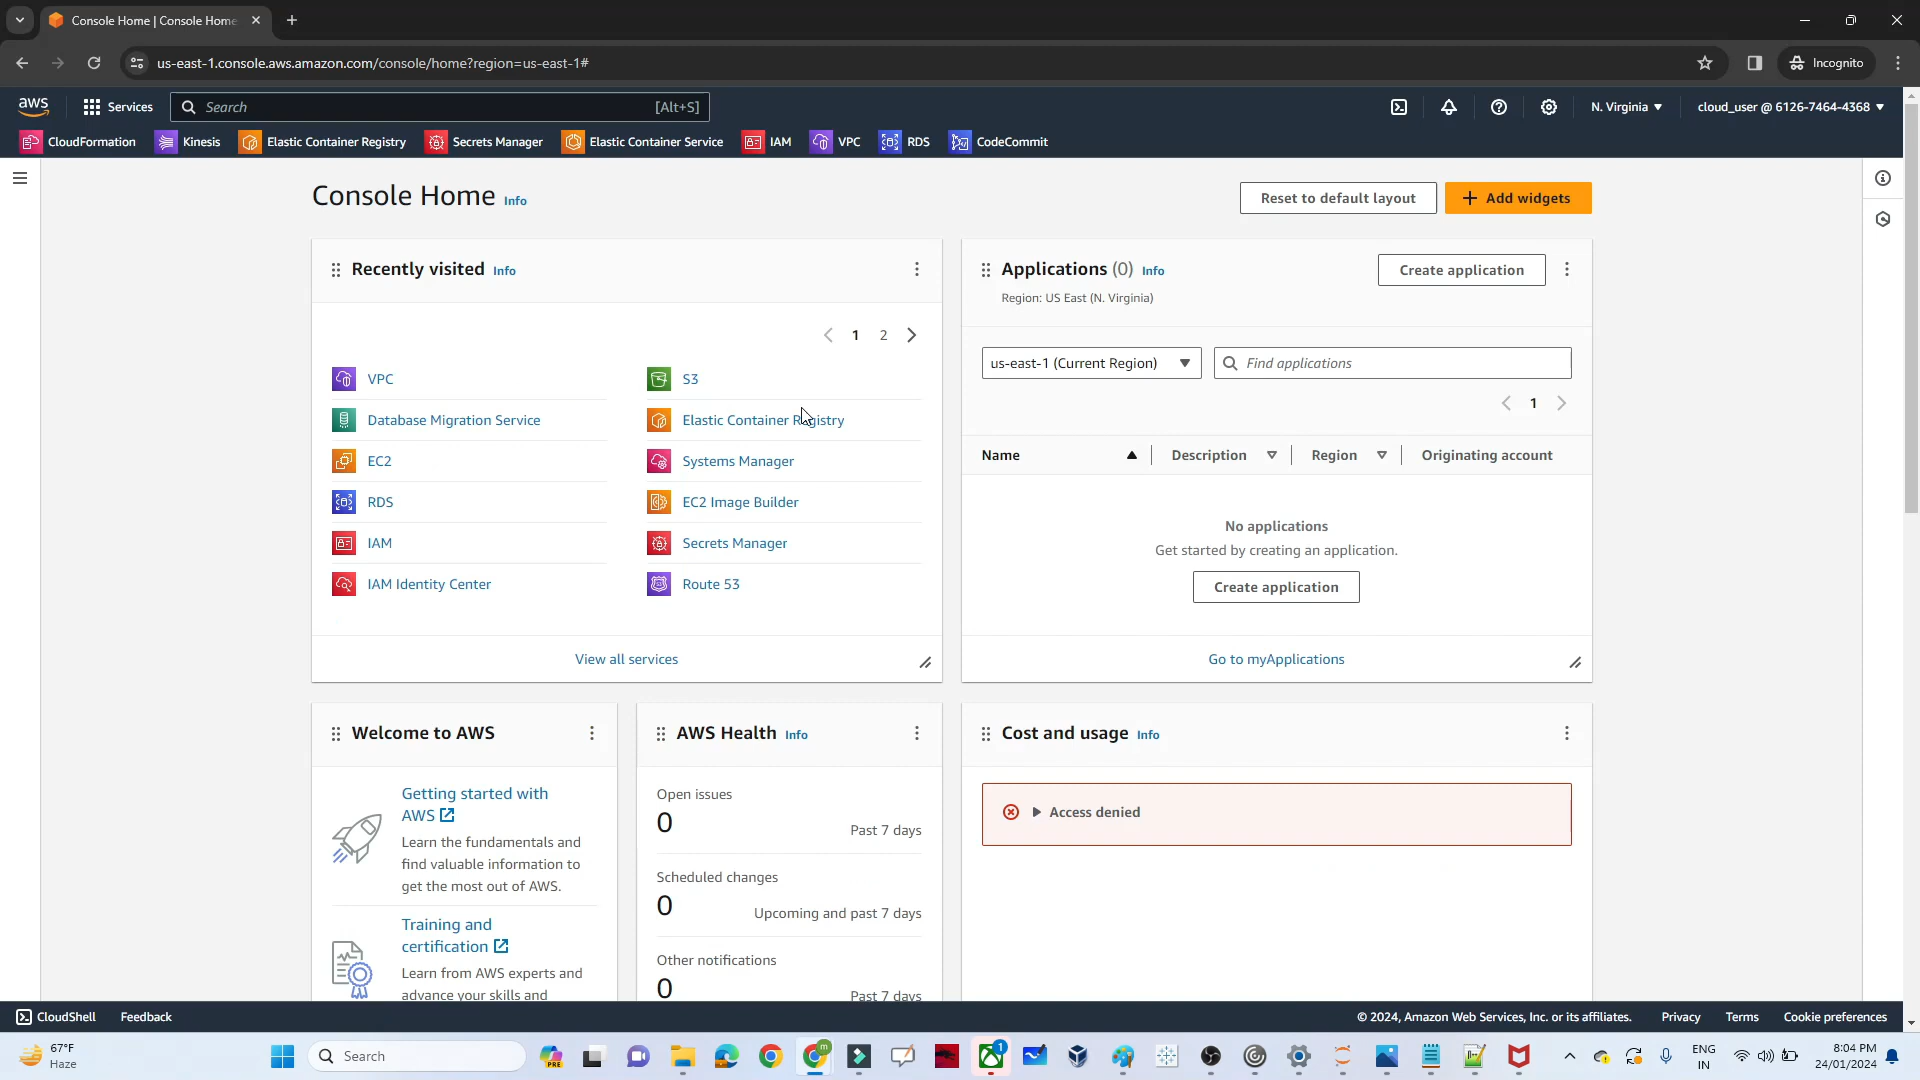 Console Home | Console Home
us-east-1.console.aws.amazon.com/console/home?region=us-east-1#
Incognito
aws
Services
Search
[Alt+S]
N. Virginia
cloud_user @ 6126-7464-4368
CloudFormation
Kinesis
Elastic Container Registry
Secrets Manager
Elastic Container Service
IAM
VPC
RDS
CodeCommit
Console Home Info
Reset to default layout
Add widgets
Recently visited Info
1 2
VPC
Database Migration Service
EC2
RDS
IAM
IAM Identity Center
S3
Elastic Container Registry
Systems Manager
EC2 Image Builder
Secrets Manager
Route 53
View all services
Applications (0) Info
Region: US East (N. Virginia)
Create application
us-east-1 (Current Region)
Find applications
1
Name
Description
Region
Originating account
No applications
Get started by creating an application.
Create application
Go to myApplications
Welcome to AWS
Getting started with
AWS
Learn the fundamentals and
find valuable information to
get the most out of AWS.
Training and
certification
Learn from AWS experts and
advance your skills and
AWS Health Info
Open issues
0
Past 7 days
Scheduled changes
0
Upcoming and past 7 days
Other notifications
0
Past 7 days
Cost and usage Info
Access denied
CloudShell
Feedback
© 2024, Amazon Web Services, Inc. or its affiliates.
Privacy
Terms
Cookie preferences
67°F
Haze
Search
PRE
m
1
ENG
IN
8:04 PM
24/01/2024